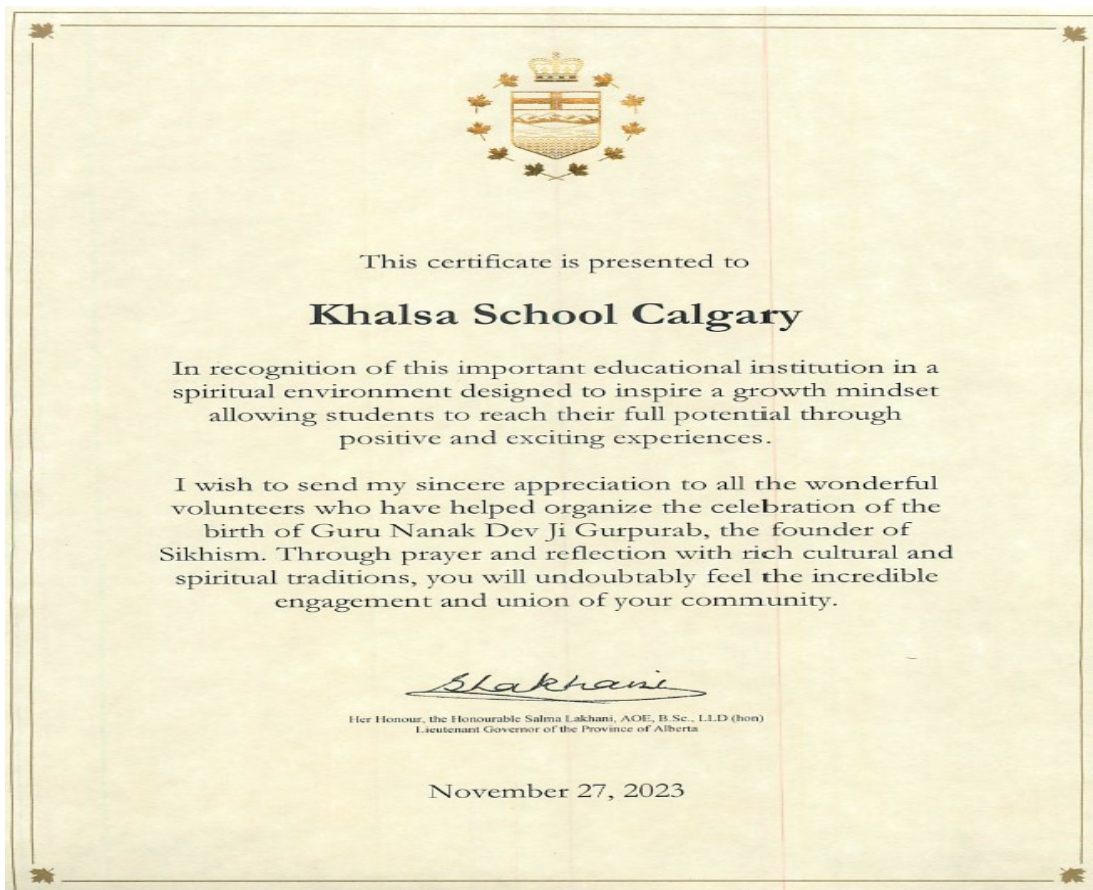 This certificate is presented to
Khalsa School Calgary
In recognition of this important educational institution in a
spiritual environment designed to inspire a growth mindset
allowing students to reach their full potential through
positive and exciting experiences.
I wish to send my sincere appreciation to all the wonderful
volunteers who have helped organize the celebration of the
birth of Guru Nanak Dev Ji Gurpurab, the founder of
Sikhism. Through prayer and reflection with rich cultural and
spiritual traditions, you will undoubtably feel the incredible
engagement and union of your community.
SLakhani
Her Honour, the Honourable Salma Lakhani, AOE, B.Sc., LLD (hon)
Lieutenant Governor of the Province of Alberta
November 27, 2023